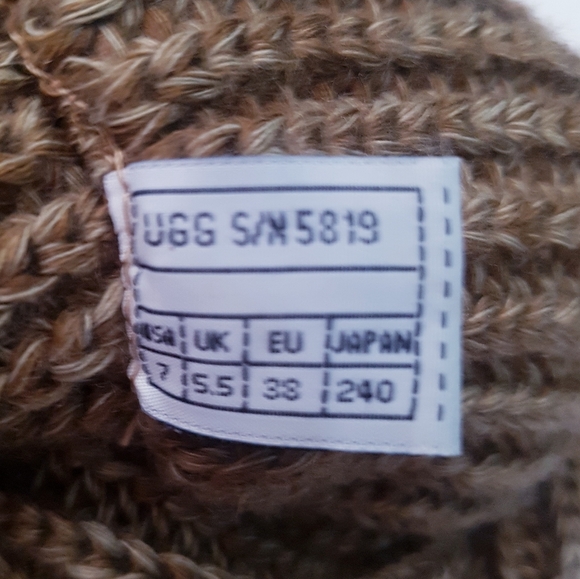 UGG S/N 5819
USA UK EU JAPAN
7 5.5 38 240